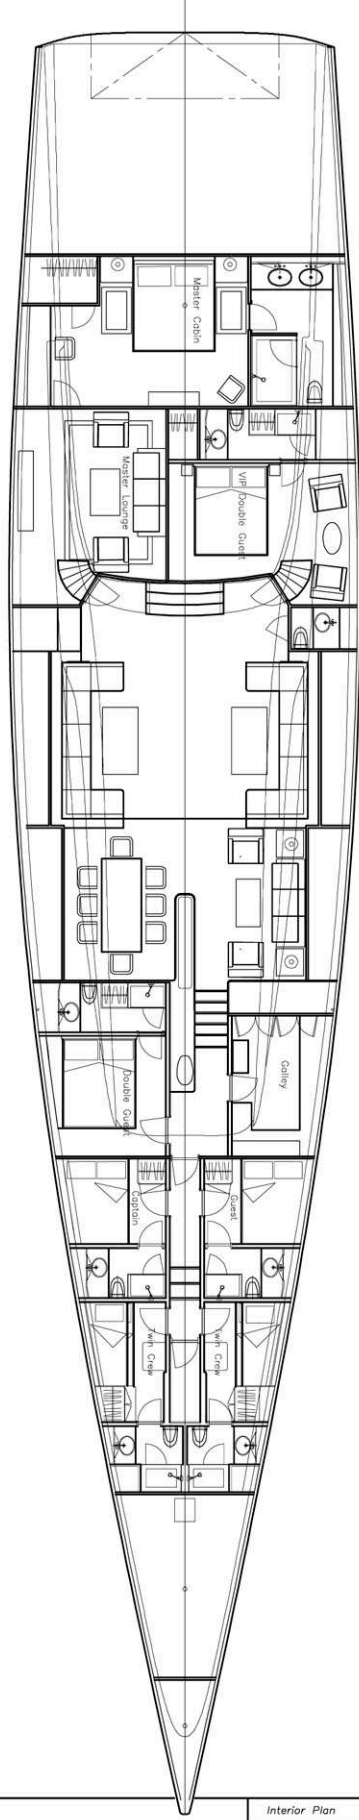 Master Cabin
Master Lounge
VIP Double Guest
Double Guest
Galley
Captain
Guest
Twin Crew
Twin Crew
Interior Plan